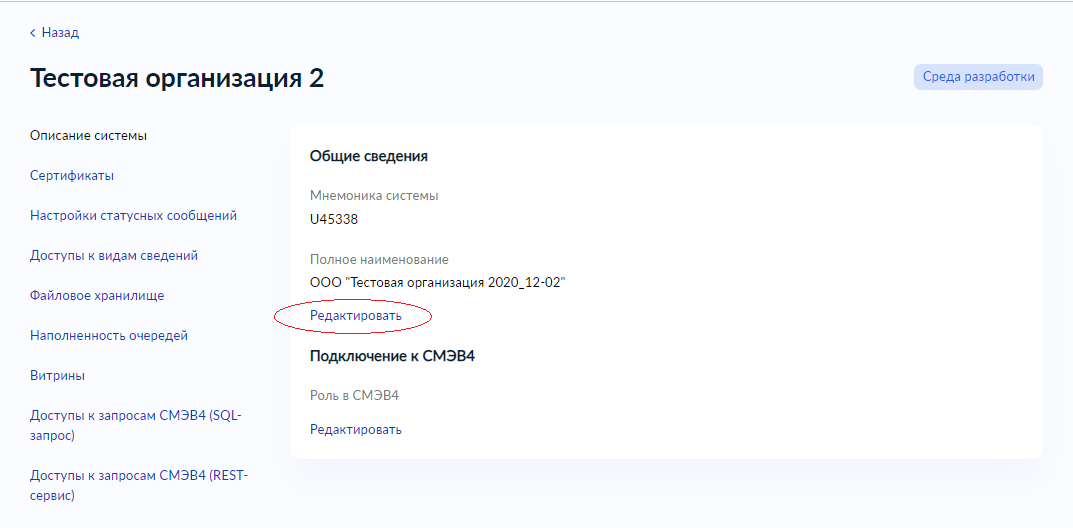 Назад
Тестовая организация 2
Среда разработки
Описание системы
Сертификаты
Настройки статусных сообщений
Доступы к видам сведений
Файловое хранилище
Наполненность очередей
Витрины
Доступы к запросам СМЭВ4 (SQL-
запрос)
Доступы к запросам СМЭВ4 (REST-
сервис)
Общие сведения
Мнемоника системы
U45338
Полное наименование
ООО "Тестовая организация 2020_12-02"
Редактировать
Подключение к СМЭВ4
Роль в СМЭВ4
Редактировать